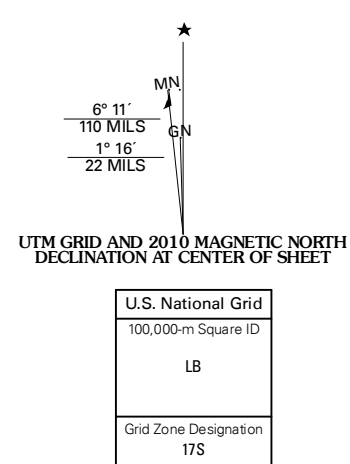 MN
6° 11´
110 MILS
GN
1° 16´
22 MILS
UTM GRID AND 2010 MAGNETIC NORTH
DECLINATION AT CENTER OF SHEET
U.S. National Grid
100,000-m Square ID
LB
Grid Zone Designation
17S